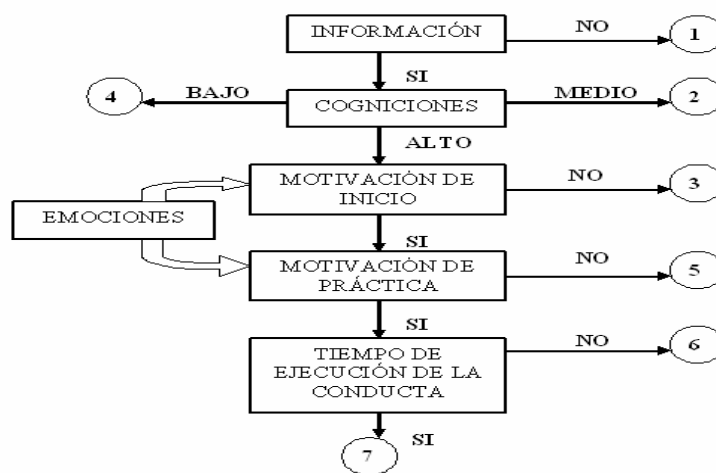 INFORMACIÓN
NO
1
SI
4
BAJO
COGNICIONES
MEDIO
2
ALTO
MOTIVACIÓN DE
INICIO
NO
3
EMOCIONES
SI
MOTIVACIÓN DE
PRÁCTICA
NO
5
SI
TIEMPO DE
EJECUCIÓN DE LA
CONDUCTA
NO
6
SI
7